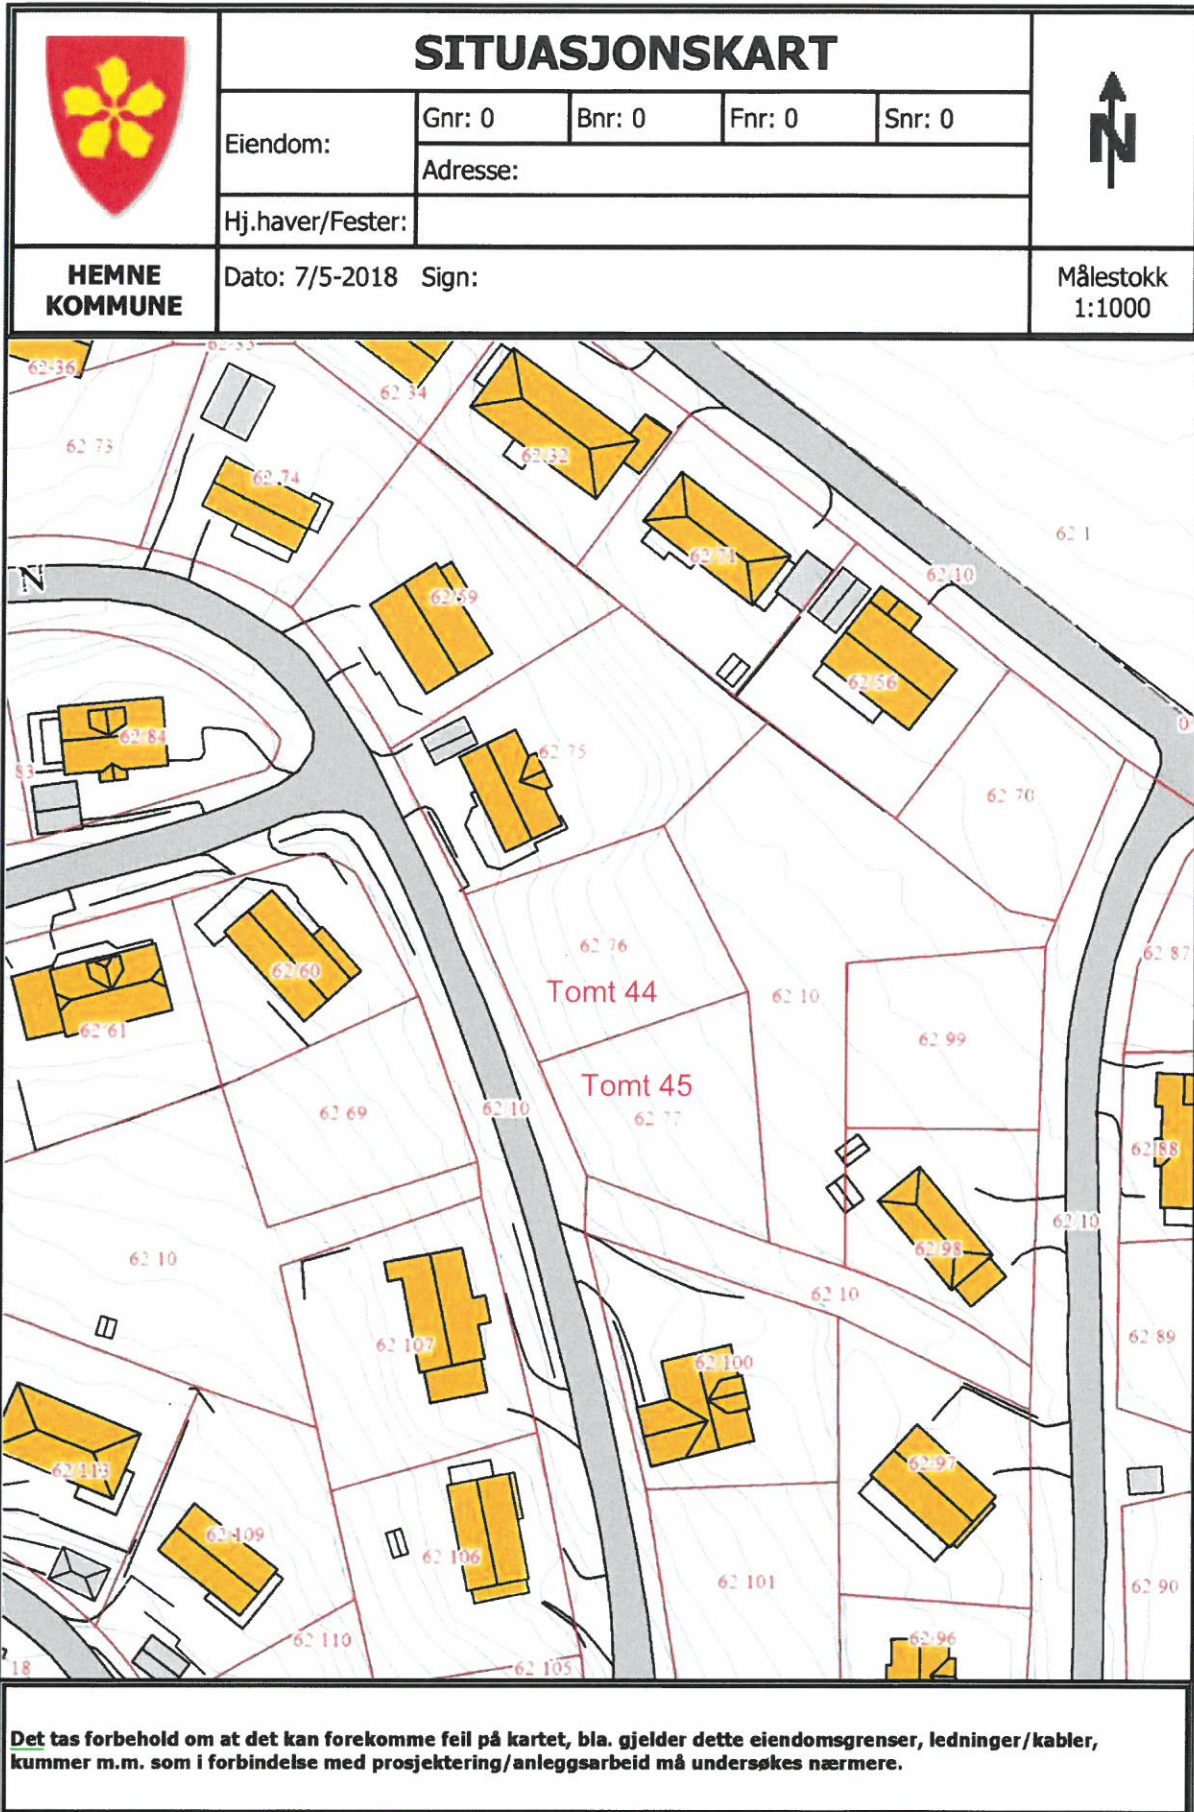 SITUASJONSKART
Eiendom:
Gnr: 0
Bnr: 0
Fnr: 0
Snr: 0
Adresse:
Hj.haver/Fester:
N
HEMNE
KOMMUNE
Dato: 7/5-2018 Sign:
Målestokk
1:1000
62 36
62 34
62 73
62 74
62/32
62 1
62/71
62/10
N
62/59
62/56
62/84
83
62 75
62 70
62 76
Tomt 44
62 10
62 87
62/60
62/61
62 99
Tomt 45
62 77
62 69
62/10
62/88
62/10
62/98
62 10
62 10
62 89
62 107
62 100
62/113
62/97
62 109
62 106
62 101
62 90
62 110
62/96
62 105
18
Det tas forbehold om at det kan forekomme feil på kartet, bla. gjelder dette eiendomsgrenser, ledninger/kabler,
kummer m.m. som i forbindelse med prosjektering/anleggsarbeid må undersøkes nærmere.